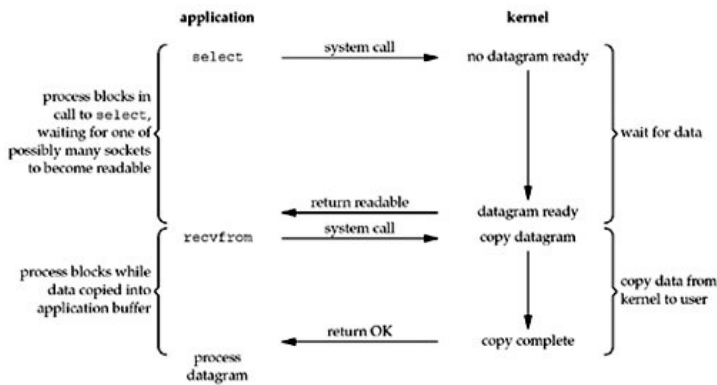 application kernel
select system call no datagram ready
process blocks in
call to select,
waiting for one of
possibly many sockets
to become readable
wait for data
return readable datagram ready
recvfrom system call copy datagram
process blocks while
data copied into
application buffer
copy data from
kernel to user
return OK copy complete
process
datagram